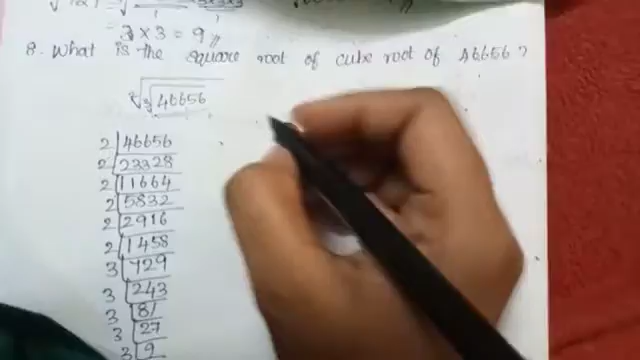 = 3 × 3 = 9 //
8. What is the square root of cube root of 46656?
√3√46656
2 | 46656
2 | 23328
2 | 11664
2 | 5832
2 | 2916
2 | 1458
3 | 729
3 | 243
3 | 81
3 | 27
3 | 9